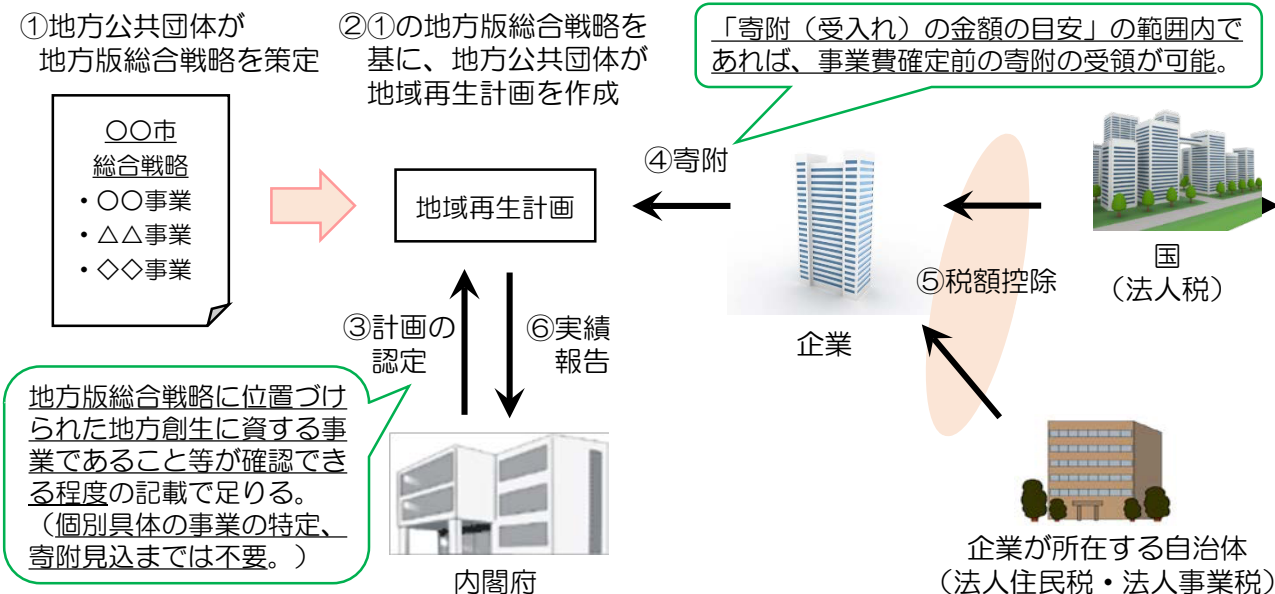 ①地方公共団体が
地方版総合戦略を策定
〇〇市
総合戦略
・〇〇事業
・△△事業
・◇◇事業
②①の地方版総合戦略を
基に、地方公共団体が
地域再生計画を作成
「寄附（受入れ）の金額の目安」の範囲内で
あれば、事業費確定前の寄附の受領が可能。
地域再生計画
④寄附
企業
⑤税額控除
国
（法人税）
③計画の
認定
⑥実績
報告
地方版総合戦略に位置づけ
られた地方創生に資する事
業であること等が確認でき
る程度の記載で足りる。
（個別具体の事業の特定、
寄附見込までは不要。）
内閣府
企業が所在する自治体
（法人住民税・法人事業税）